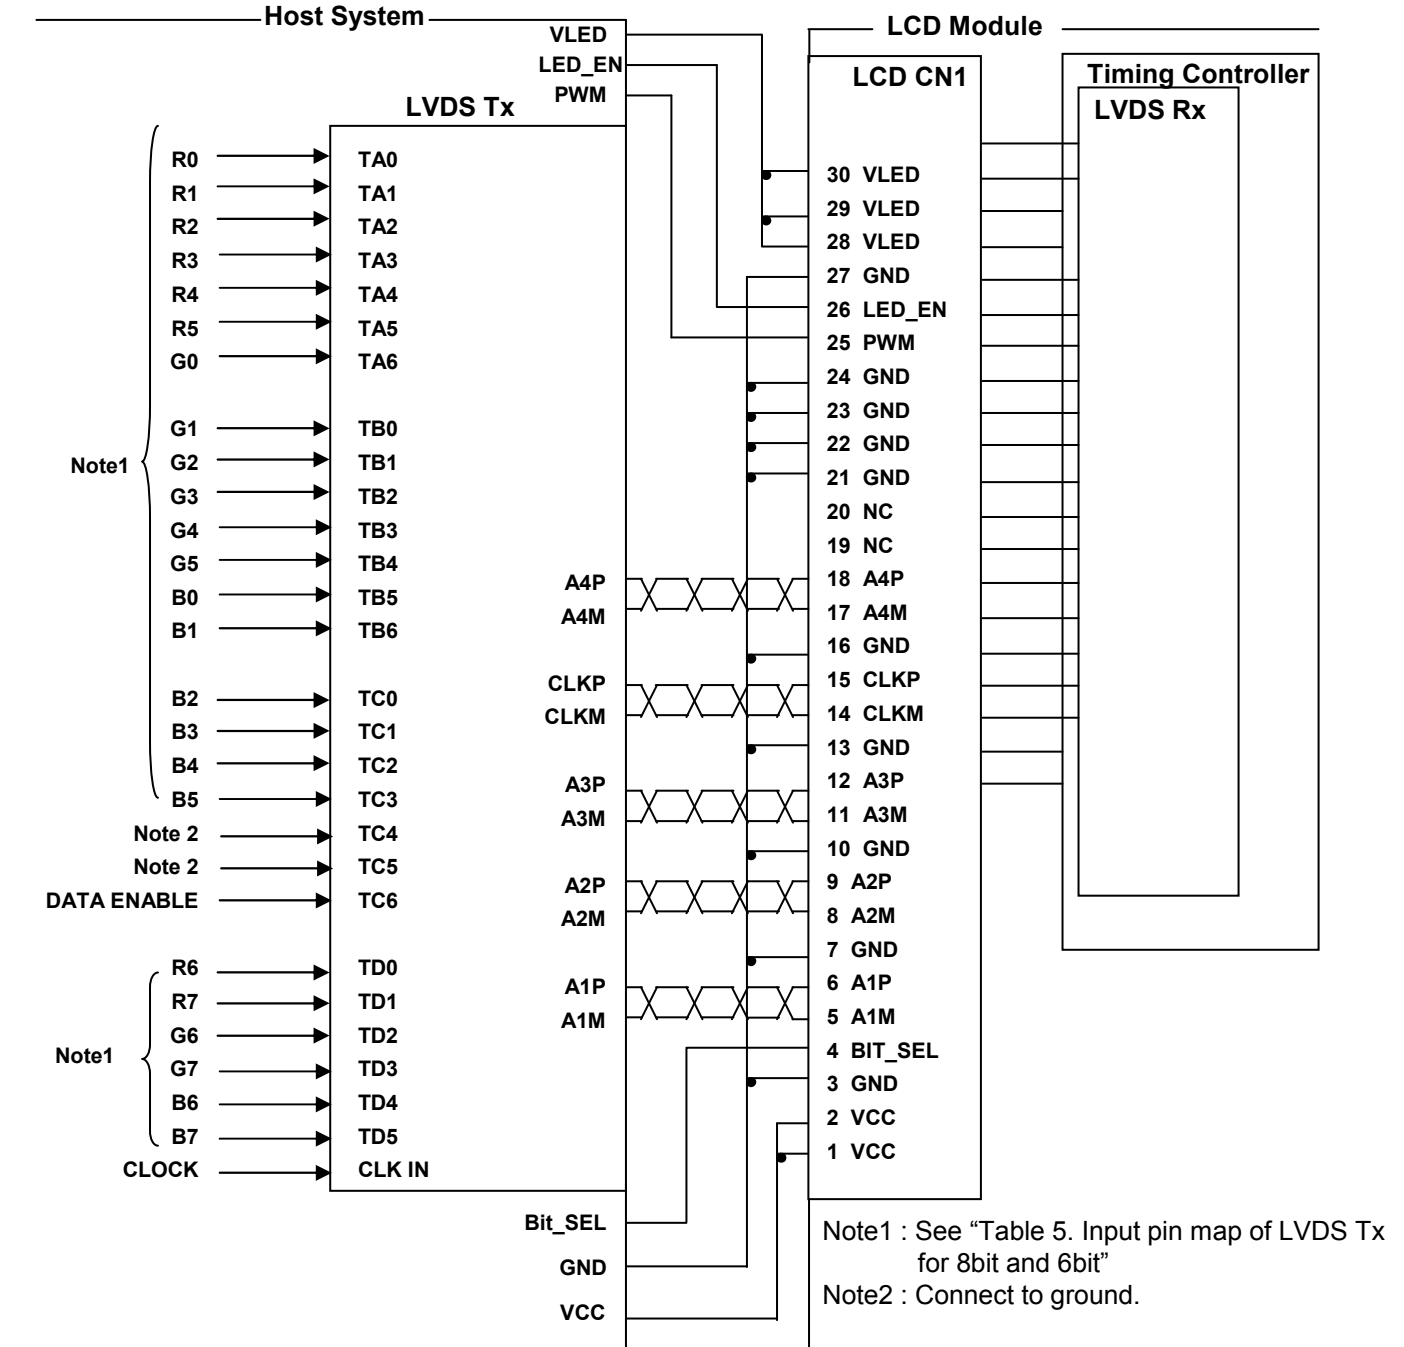 Host System
VLED
LED_EN
PWM
LVDS Tx
R0 TA0
R1 TA1
R2 TA2
R3 TA3
R4 TA4
R5 TA5
G0 TA6
G1 TB0
G2 TB1
G3 TB2
G4 TB3
G5 TB4
B0 TB5
B1 TB6
B2 TC0
B3 TC1
B4 TC2
B5 TC3
Note1
Note 2 TC4
Note 2 TC5
DATA ENABLE TC6
R6 TD0
R7 TD1
G6 TD2
G7 TD3
B6 TD4
B7 TD5
Note1
CLOCK CLK IN
A4P
A4M
CLKP
CLKM
A3P
A3M
A2P
A2M
A1P
A1M
Bit_SEL
GND
VCC
LCD Module
LCD CN1
30 VLED
29 VLED
28 VLED
27 GND
26 LED_EN
25 PWM
24 GND
23 GND
22 GND
21 GND
20 NC
19 NC
18 A4P
17 A4M
16 GND
15 CLKP
14 CLKM
13 GND
12 A3P
11 A3M
10 GND
9 A2P
8 A2M
7 GND
6 A1P
5 A1M
4 BIT_SEL
3 GND
2 VCC
1 VCC
Timing Controller
LVDS Rx
Note1 : See “Table 5. Input pin map of LVDS Tx
for 8bit and 6bit”
Note2 : Connect to ground.